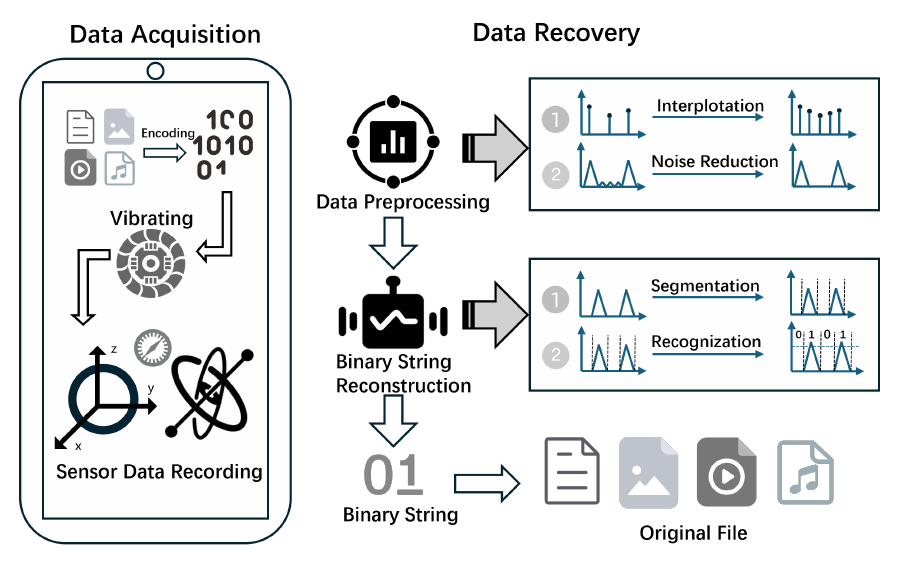 Data Acquisition
Data Recovery
Encoding
100
1010
01
Vibrating
z
y
x
Sensor Data Recording
Data Preprocessing
1
Interplotation
2
Noise Reduction
Binary String
Reconstruction
1
Segmentation
2
Recognization
0 1 0 1
01
Binary String
Original File